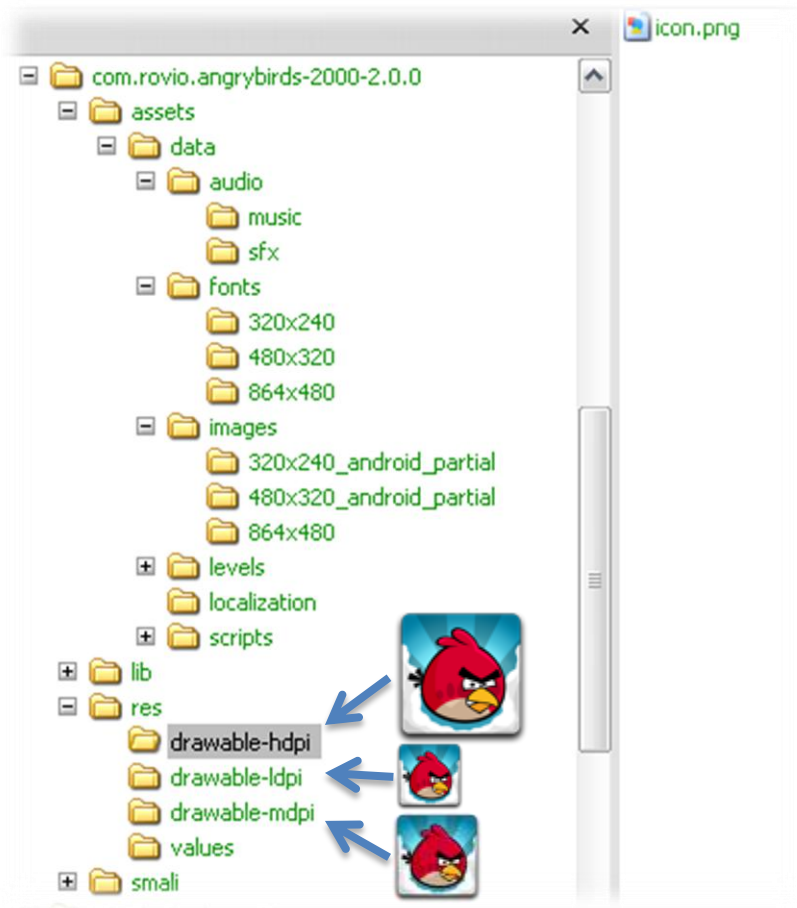 icon.png
com.rovio.angrybirds-2000-2.0.0
assets
data
audio
music
sfx
fonts
320x240
480x320
864x480
images
320x240_android_partial
480x320_android_partial
864x480
levels
localization
scripts
lib
res
drawable-hdpi
drawable-ldpi
drawable-mdpi
values
smali